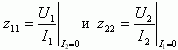 z₁₁ = U₁/I₁ |I₂=0 и z₂₂ = U₂/I₂ |I₁=0